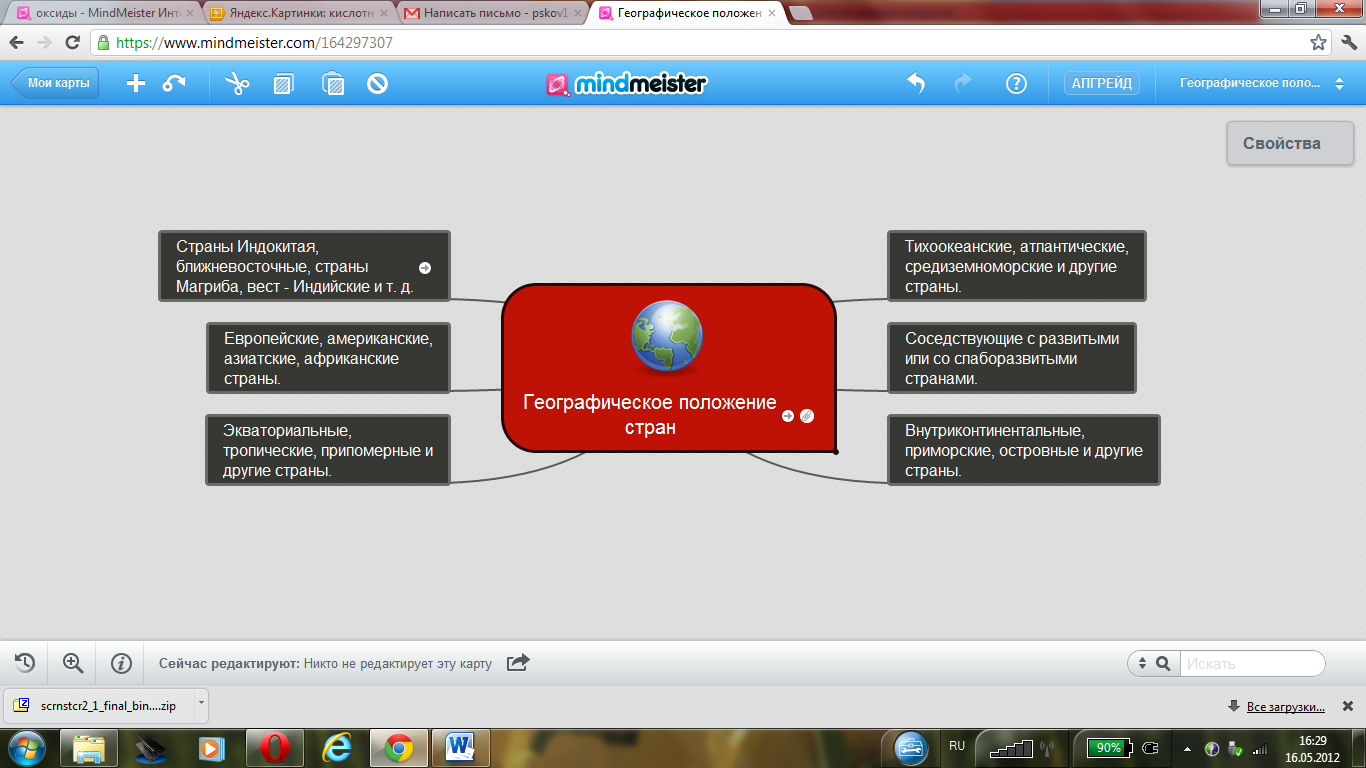 оксиды - MindMeister Инте
Яндекс.Картинки: кислотн
Написать письмо - pskov1
Географическое положен
https://www.mindmeister.com/164297307
Мои карты
mindmeister
АПГРЕЙД
Географическое поло...
Свойства
Страны Индокитая,
ближневосточные, страны
Магриба, вест - Индийские и т. д.
Европейские, американские,
азиатские, африканские
страны.
Экваториальные,
тропические, припомерные и
другие страны.
Географическое положение
стран
Тихоокеанские, атлантические,
средиземноморские и другие
страны.
Соседствующие с развитыми
или со слаборазвитыми
странами.
Внутриконтинентальные,
приморские, островные и другие
страны.
Сейчас редактируют: Никто не редактирует эту карту
Искать
scrnstcr2_1_final_bin....zip
Все загрузки...
RU
90%
16:29
16.05.2012